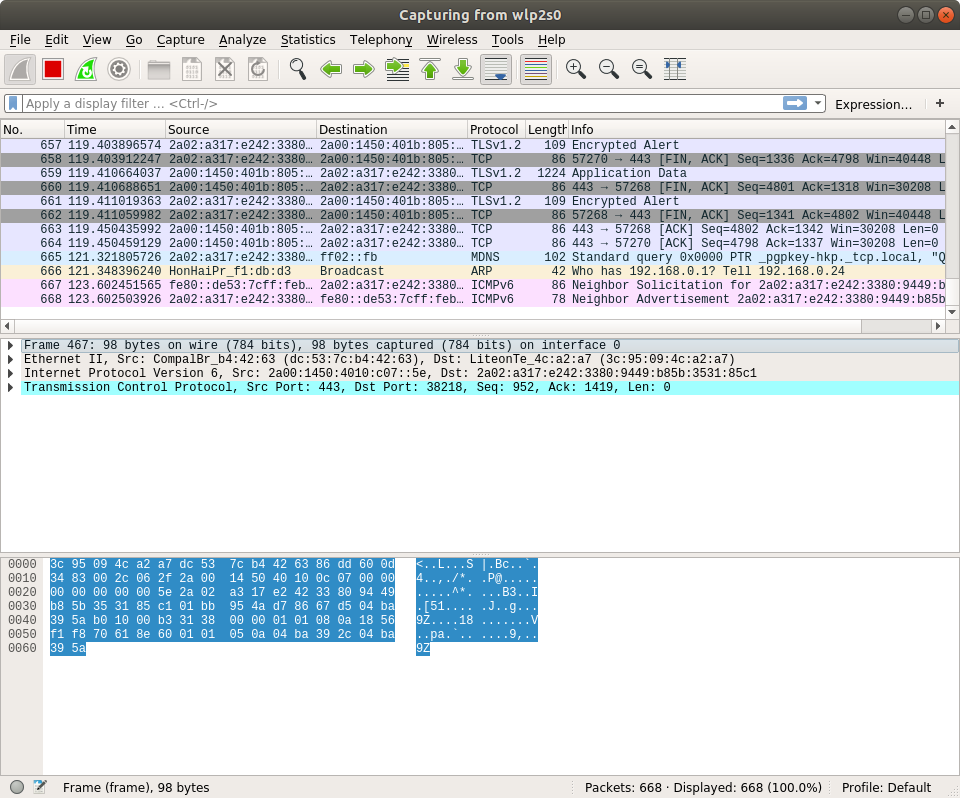 Capturing from wlp2s0
File Edit View Go Capture Analyze Statistics Telephony Wireless Tools Help
Apply a display filter ... <Ctrl-/> Expression... +
No. Time Source Destination Protocol Length Info
657 119.403896574 2a02:a317:e242:3380… 2a00:1450:401b:805:… TLSv1.2 109 Encrypted Alert
658 119.403912247 2a02:a317:e242:3380… 2a00:1450:401b:805:… TCP 86 57270 → 443 [FIN, ACK] Seq=1336 Ack=4798 Win=40448 L
659 119.410664037 2a00:1450:401b:805:… 2a02:a317:e242:3380… TLSv1.2 1224 Application Data
660 119.410688651 2a00:1450:401b:805:… 2a02:a317:e242:3380… TCP 86 443 → 57268 [FIN, ACK] Seq=4801 Ack=1318 Win=30208 L
661 119.411019363 2a02:a317:e242:3380… 2a00:1450:401b:805:… TLSv1.2 109 Encrypted Alert
662 119.411059982 2a02:a317:e242:3380… 2a00:1450:401b:805:… TCP 86 57268 → 443 [FIN, ACK] Seq=1341 Ack=4802 Win=40448 L
663 119.450435992 2a00:1450:401b:805:… 2a02:a317:e242:3380… TCP 86 443 → 57268 [ACK] Seq=4802 Ack=1342 Win=30208 Len=0
664 119.450459129 2a00:1450:401b:805:… 2a02:a317:e242:3380… TCP 86 443 → 57270 [ACK] Seq=4798 Ack=1337 Win=30208 Len=0
665 121.321805726 2a02:a317:e242:3380… ff02::fb MDNS 102 Standard query 0x0000 PTR _pgpkey-hkp._tcp.local, "Q
666 121.348396240 HonHaiPr_f1:db:d3 Broadcast ARP 42 Who has 192.168.0.1? Tell 192.168.0.24
667 123.602451565 fe80::de53:7cff:feb… 2a02:a317:e242:3380… ICMPv6 86 Neighbor Solicitation for 2a02:a317:e242:3380:9449:b
668 123.602503926 2a02:a317:e242:3380… fe80::de53:7cff:feb… ICMPv6 78 Neighbor Advertisement 2a02:a317:e242:3380:9449:b85b
Frame 467: 98 bytes on wire (784 bits), 98 bytes captured (784 bits) on interface 0
Ethernet II, Src: CompalBr_b4:42:63 (dc:53:7c:b4:42:63), Dst: LiteonTe_4c:a2:a7 (3c:95:09:4c:a2:a7)
Internet Protocol Version 6, Src: 2a00:1450:4010:c07::5e, Dst: 2a02:a317:e242:3380:9449:b85b:3531:85c1
Transmission Control Protocol, Src Port: 443, Dst Port: 38218, Seq: 952, Ack: 1419, Len: 0
0000 3c 95 09 4c a2 a7 dc 53 7c b4 42 63 86 dd 60 0d <..L...S |.Bc..`.
0010 34 83 00 2c 06 2f 2a 00 14 50 40 10 0c 07 00 00 4..,./*. .P@.....
0020 00 00 00 00 00 5e 2a 02 a3 17 e2 42 33 80 94 49 .....^*. ...B3..I
0030 b8 5b 35 31 85 c1 01 bb 95 4a d7 86 67 d5 04 ba .[51.... .J..g...
0040 39 5a b0 10 00 b3 31 38 00 00 01 01 08 0a 18 56 9Z....18 .......V
0050 f1 f8 70 61 8e 60 01 01 05 0a 04 ba 39 2c 04 ba ..pa.`.. ....9,..
0060 39 5a 9Z
Frame (frame), 98 bytes Packets: 668 · Displayed: 668 (100.0%) Profile: Default